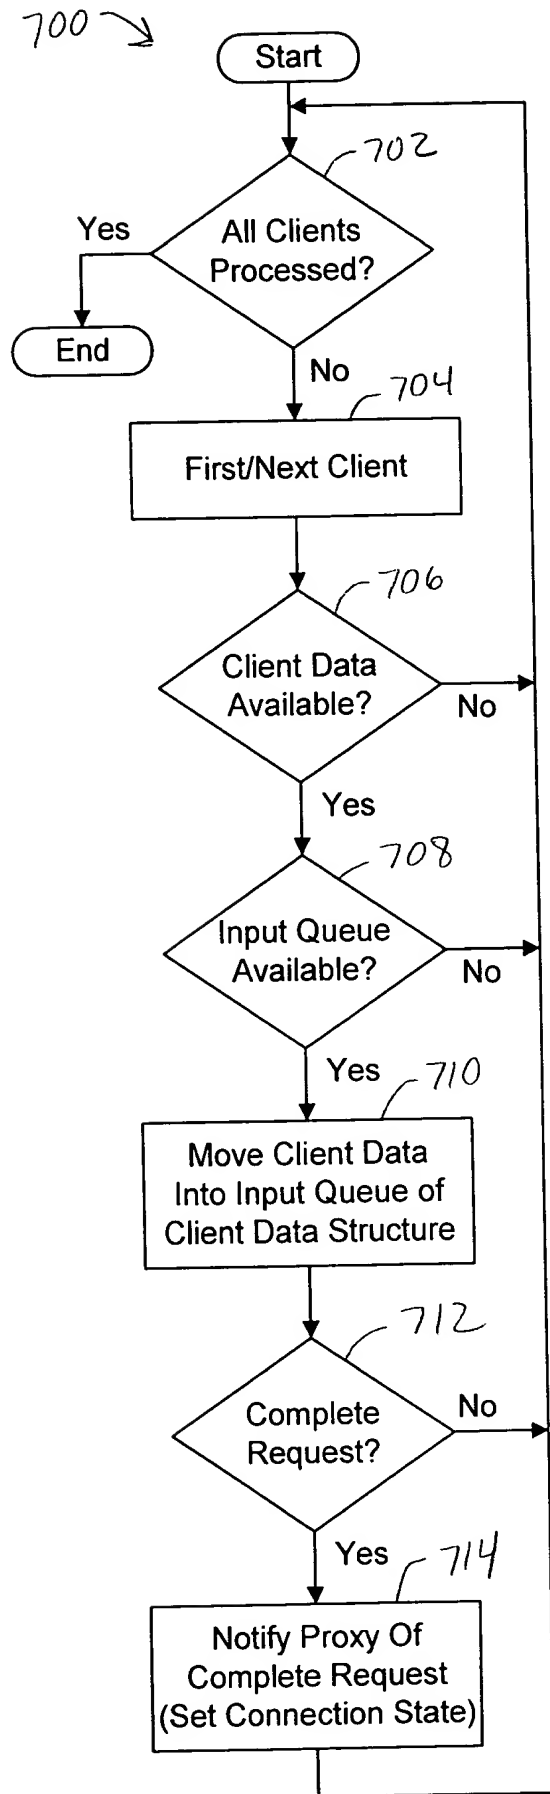 700
Start
702
All Clients
Processed?
Yes
End
No
704
First/Next Client
706
Client Data
Available?
No
Yes
708
Input Queue
Available?
No
Yes
710
Move Client Data
Into Input Queue of
Client Data Structure
712
Complete
Request?
No
Yes
714
Notify Proxy Of
Complete Request
(Set Connection State)